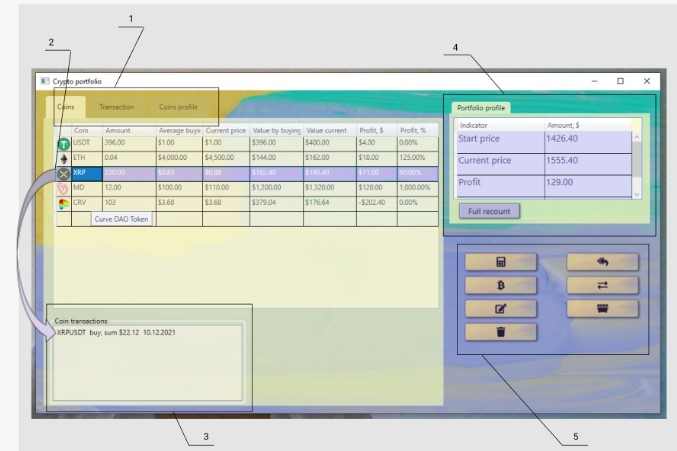 1
2
4
Crypto portfolio
Coins Transaction Coins profile
Portfolio profile
Coin Amount Average buyin Current price Value by buying Value current Profit, $ Profit, %
USDT 396.00 $1.00 $1.00 $396.00 $400.00 $4.00 0.00%
ETH 0.04 $4,000.00 $4,500.00 $144.00 $162.00 $18.00 125.00%
XRP 220.00 $0.83 $0.88 $182.40 $193.40 $11.00 60.00%
MD 12.00 $100.00 $110.00 $1,200.00 $1,320.00 $120.00 1,000.00%
CRV 103 $3.68 $3.68 $379.04 $176.64 -$202.40 0.00%
Curve DAO Token
Indicator Amount, $
Start price 1426.40
Current price 1555.40
Profit 129.00
Full recount
Coin transactions
XRPUSDT buy, sum $22.12 10.12.2021
3
5